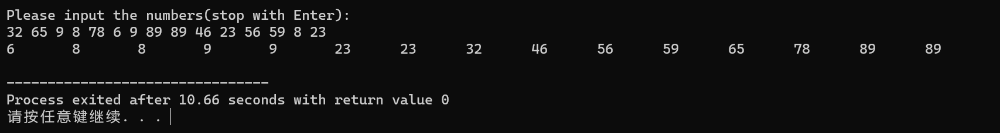 Please input the numbers(stop with Enter):
32 65 9 8 78 6 9 89 89 46 23 56 59 8 23
6       8       8       9       9       23      23      32      46      56      59      65      78      89      89
--------------------------------
Process exited after 10.66 seconds with return value 0
请按任意键继续. . .